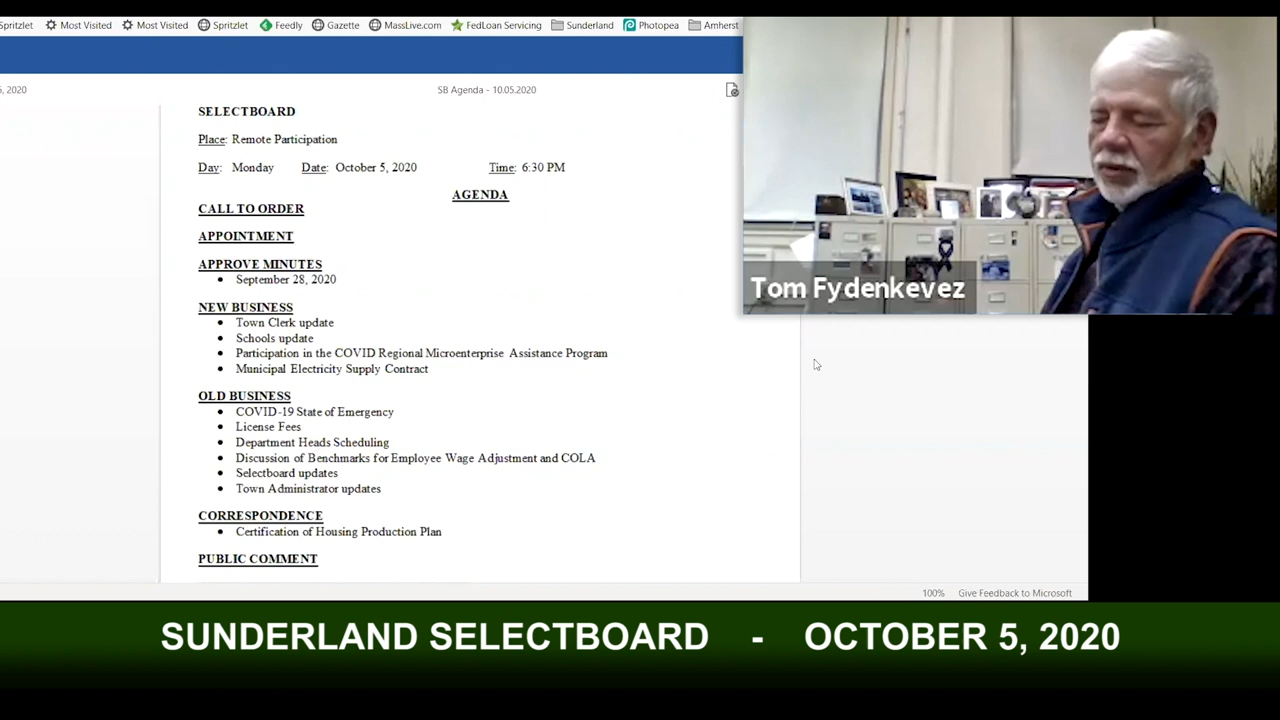 Spritzlet Most Visited Most Visited Spritzlet Feedly Gazette MassLive.com FedLoan Servicing Sunderland Photopea Amherst
5, 2020 SB Agenda - 10.05.2020
SELECTBOARD
Place: Remote Participation
Day: Monday Date: October 5, 2020 Time: 6:30 PM
AGENDA
CALL TO ORDER
APPOINTMENT
APPROVE MINUTES
• September 28, 2020
NEW BUSINESS
• Town Clerk update
• Schools update
• Participation in the COVID Regional Microenterprise Assistance Program
• Municipal Electricity Supply Contract
OLD BUSINESS
• COVID-19 State of Emergency
• License Fees
• Department Heads Scheduling
• Discussion of Benchmarks for Employee Wage Adjustment and COLA
• Selectboard updates
• Town Administrator updates
CORRESPONDENCE
• Certification of Housing Production Plan
PUBLIC COMMENT
100% Give Feedback to Microsoft
Tom Fydenkevez
SUNDERLAND SELECTBOARD - OCTOBER 5, 2020